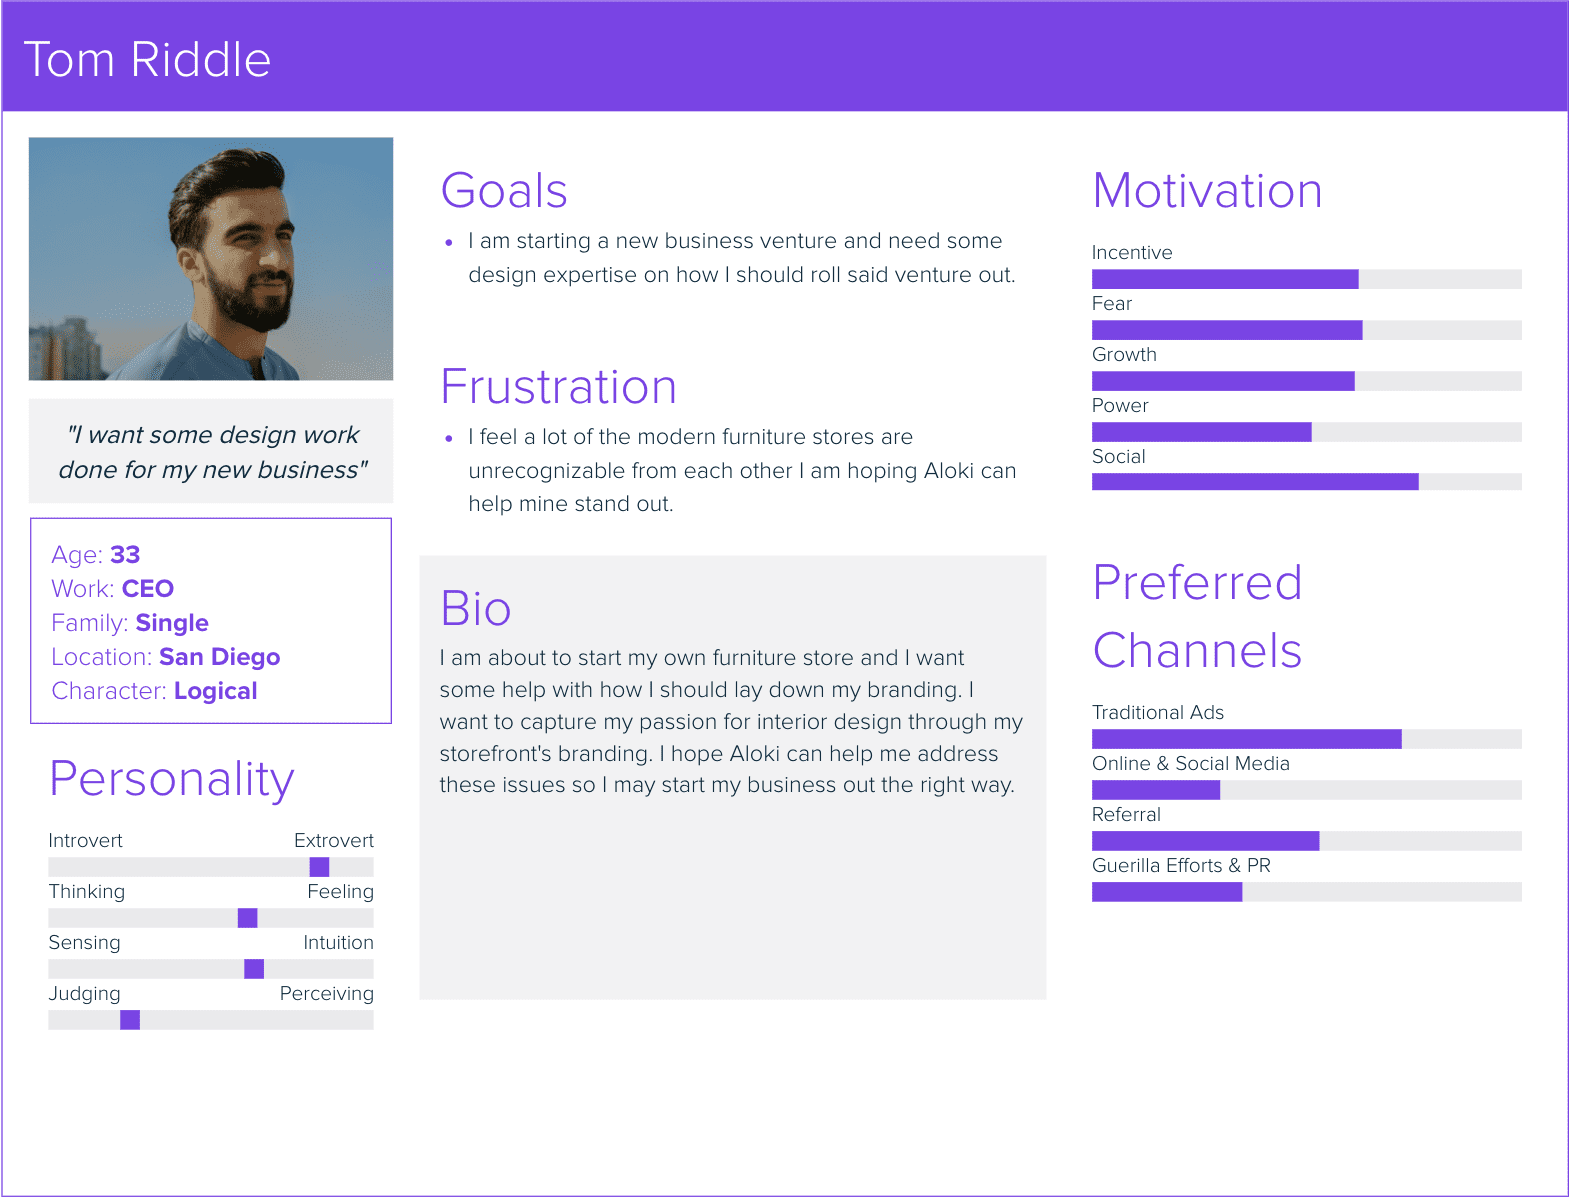 Tom Riddle
"I want some design work
done for my new business"
Age: 33
Work: CEO
Family: Single
Location: San Diego
Character: Logical
Personality
Introvert Extrovert
Thinking Feeling
Sensing Intuition
Judging Perceiving
Goals
• I am starting a new business venture and need some
design expertise on how I should roll said venture out.
Frustration
• I feel a lot of the modern furniture stores are
unrecognizable from each other I am hoping Aloki can
help mine stand out.
Bio
I am about to start my own furniture store and I want
some help with how I should lay down my branding. I
want to capture my passion for interior design through my
storefront's branding. I hope Aloki can help me address
these issues so I may start my business out the right way.
Motivation
Incentive
Fear
Growth
Power
Social
Preferred
Channels
Traditional Ads
Online & Social Media
Referral
Guerilla Efforts & PR